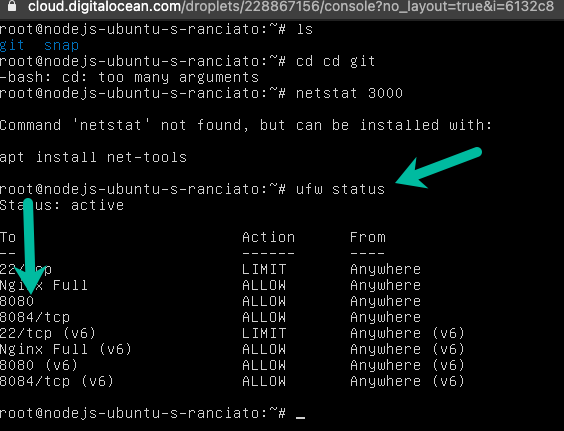 cloud.digitalocean.com/droplets/228867156/console?no_layout=true&i=6132c8
root@nodejs-ubuntu-s-ranciato:~# ls
git snap
root@nodejs-ubuntu-s-ranciato:~# cd cd git
-bash: cd: too many arguments
root@nodejs-ubuntu-s-ranciato:~# netstat 3000
Command 'netstat' not found, but can be installed with:
apt install net-tools
root@nodejs-ubuntu-s-ranciato:~# ufw status
Status: active
To Action From
-- ------ ----
22/tcp LIMIT Anywhere
Nginx Full ALLOW Anywhere
8080 ALLOW Anywhere
8084/tcp ALLOW Anywhere
22/tcp (v6) LIMIT Anywhere (v6)
Nginx Full (v6) ALLOW Anywhere (v6)
8080 (v6) ALLOW Anywhere (v6)
8084/tcp (v6) ALLOW Anywhere (v6)
root@nodejs-ubuntu-s-ranciato:~# _